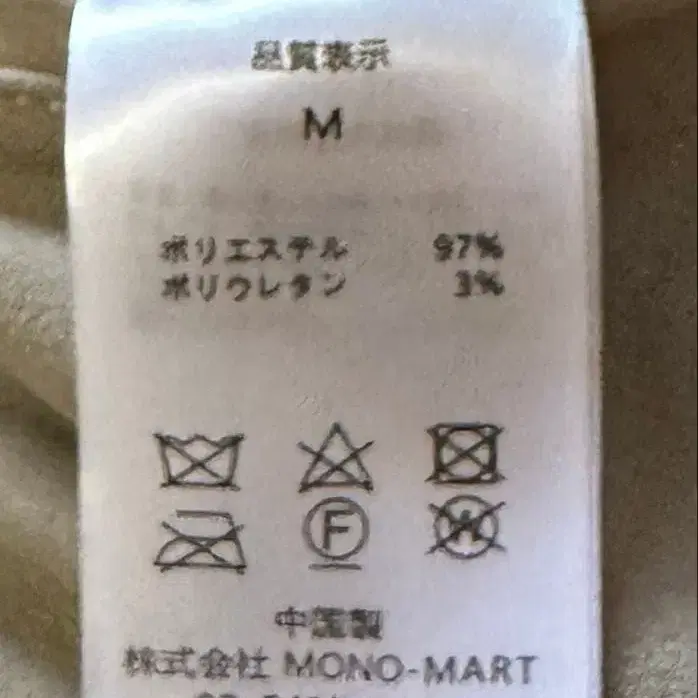 品質表示
M
ポリエステル 97%
ポリウレタン 3%
F
W
中国製
株式会社 MONO-MART